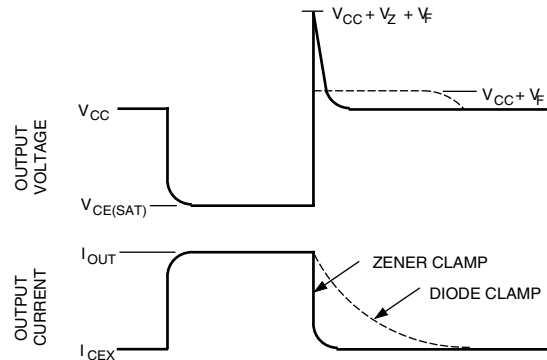 V_CC + V_Z + V_F
V_CC + V_F
V_CC
OUTPUT
VOLTAGE
V_CE(SAT)
I_OUT
ZENER CLAMP
DIODE CLAMP
OUTPUT
CURRENT
I_CEX